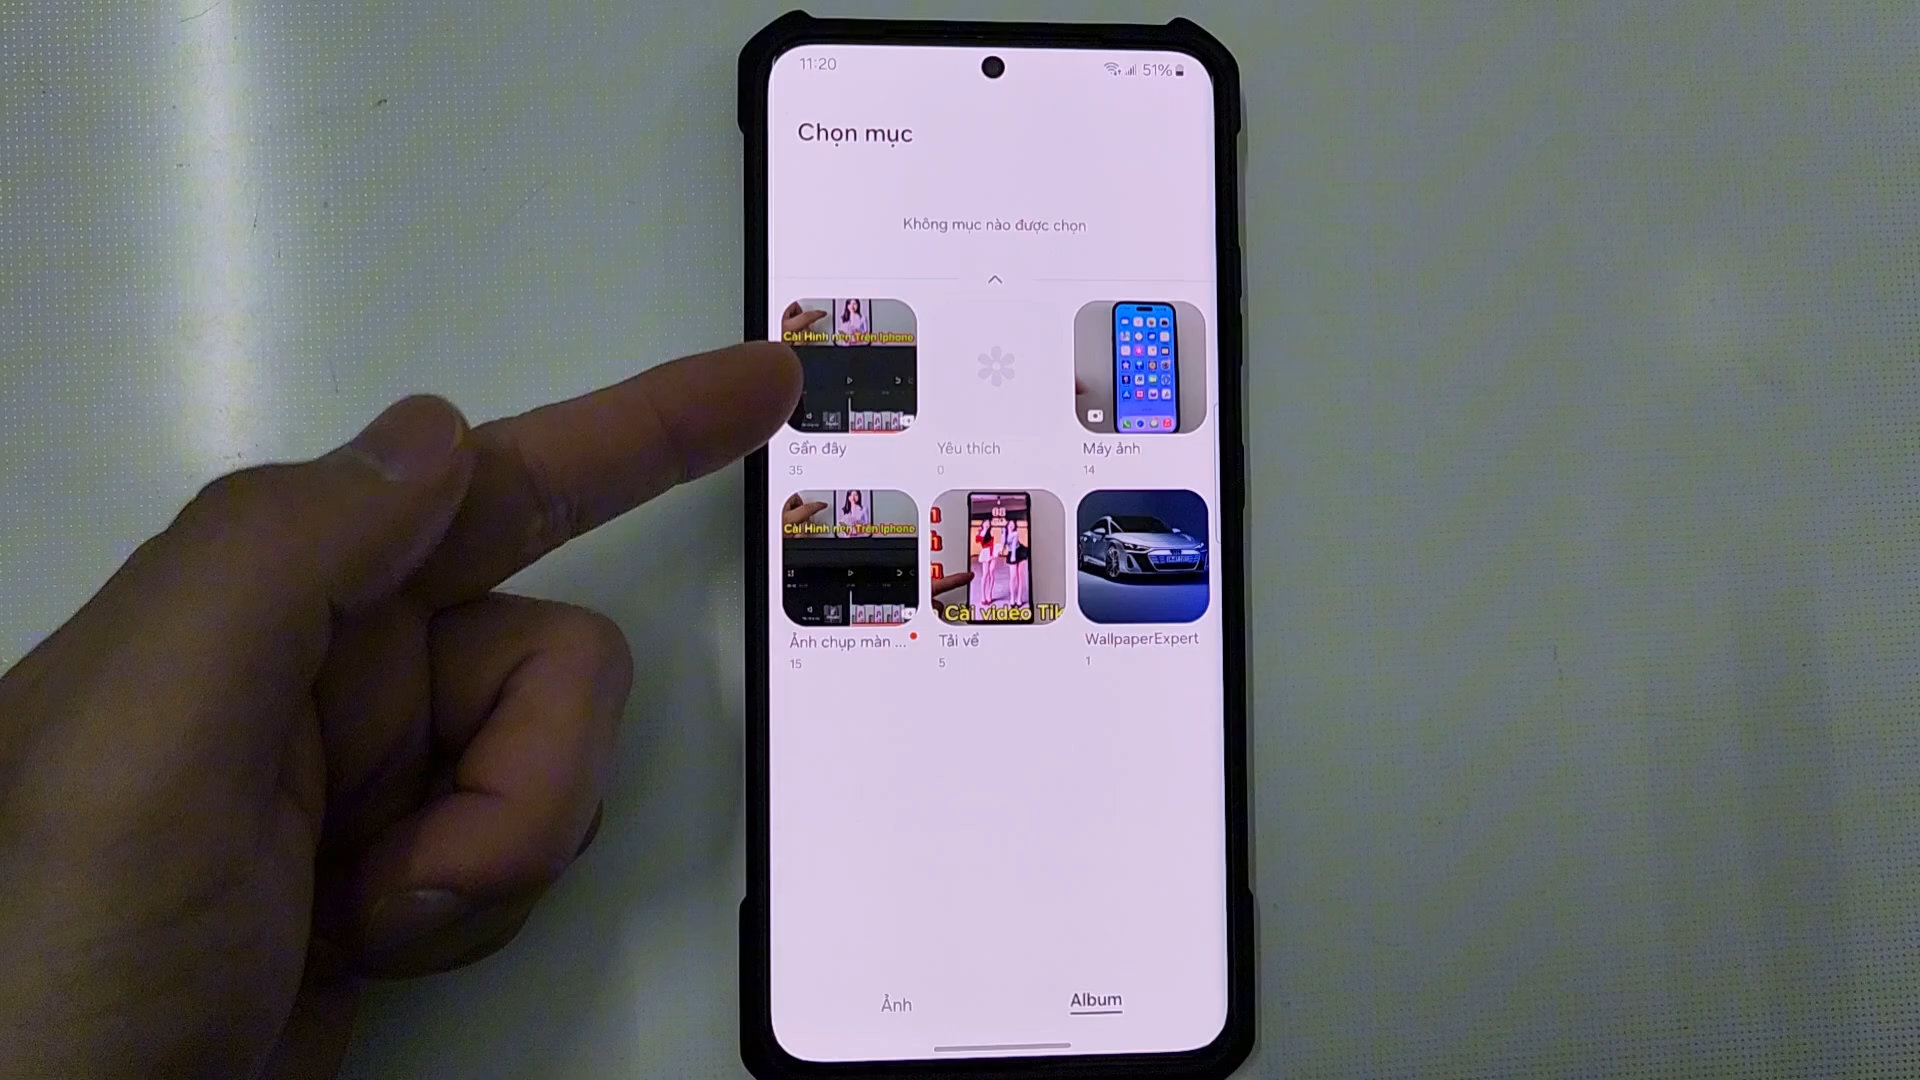 11:20
51%
Chọn mục
Không mục nào được chọn
Cài Hình nền Trên Iphone
Gần đây
35
Yêu thích
0
Máy ảnh
14
Cài Hình nền Trên Iphone
Cài video Tik
Ảnh chụp màn ...
15
Tải về
5
WallpaperExpert
1
Ảnh
Album